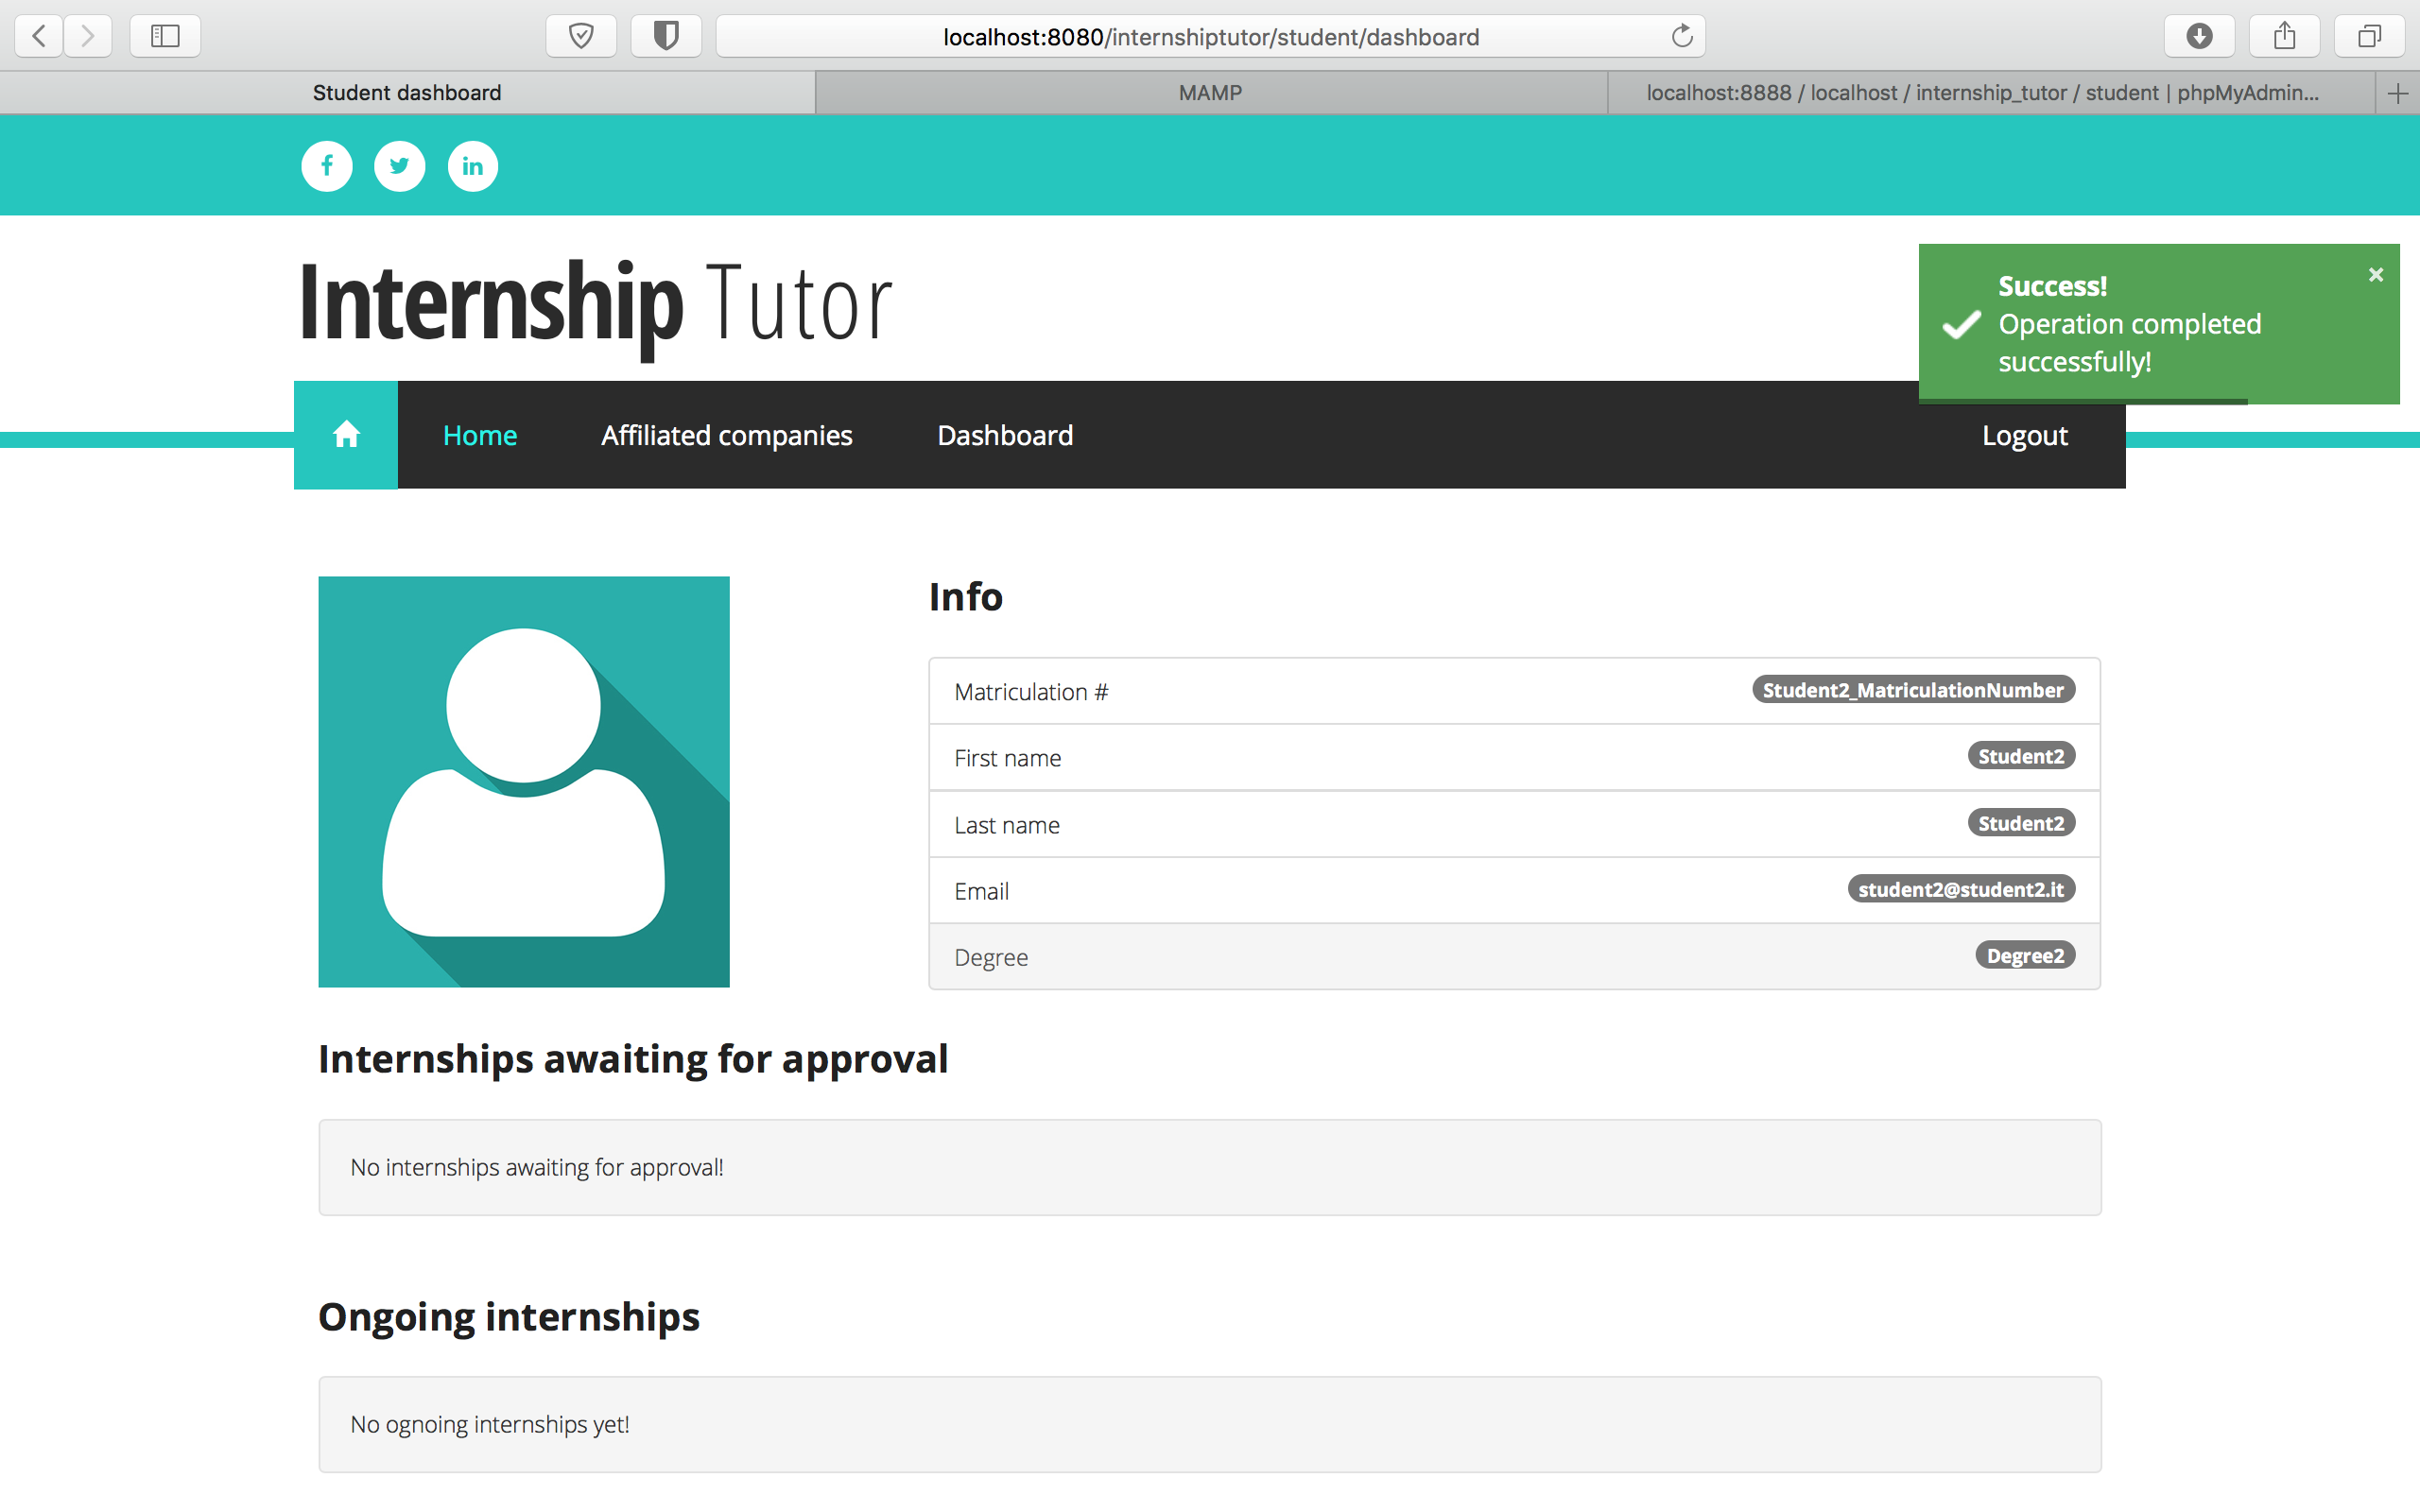 localhost:8080/internshiptutor/student/dashboard
Student dashboard
MAMP
localhost:8888 / localhost / internship_tutor / student | phpMyAdmin...
Internship Tutor
Success!
Operation completed
successfully!
Home
Affiliated companies
Dashboard
Logout
Info
Matriculation # Student2_MatriculationNumber
First name Student2
Last name Student2
Email student2@student2.it
Degree Degree2
Internships awaiting for approval
No internships awaiting for approval!
Ongoing internships
No ognoing internships yet!